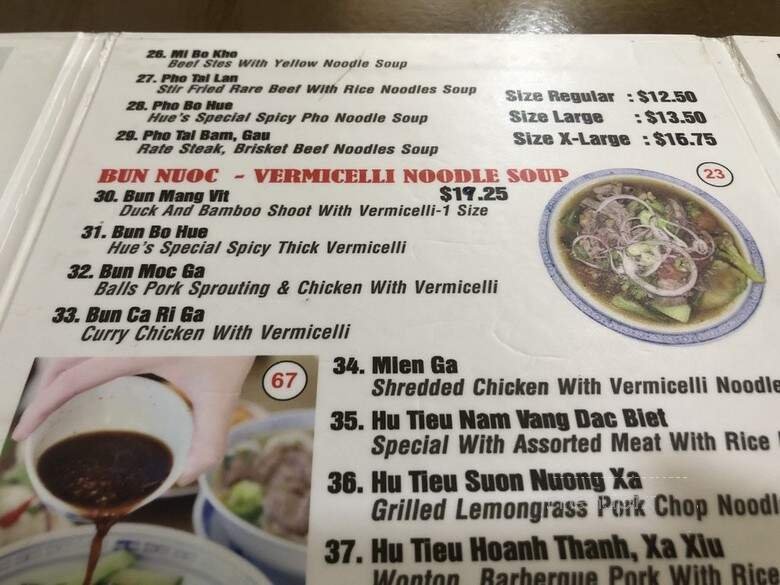 26. Mi Bo Kho
Beef Stes With Yellow Noodle Soup
27. Pho Tai Lan
Stir Fried Rare Beef With Rice Noodles Soup
28. Pho Bo Hue
Hue's Special Spicy Pho Noodle Soup
29. Pho Tai Bam, Gau
Rate Steak, Brisket Beef Noodles Soup
Size Regular : $12.50
Size Large : $13.50
Size X-Large : $16.75
BUN NUOC - VERMICELLI NOODLE SOUP
30. Bun Mang Vit $19.25
Duck And Bamboo Shoot With Vermicelli-1 Size
31. Bun Bo Hue
Hue's Special Spicy Thick Vermicelli
32. Bun Moc Ga
Balls Pork Sprouting & Chicken With Vermicelli
33. Bun Ca Ri Ga
Curry Chicken With Vermicelli
23
67
34. Mien Ga
Shredded Chicken With Vermicelli Noodle
35. Hu Tieu Nam Vang Dac Biet
Special With Assorted Meat With Rice
36. Hu Tieu Suon Nuong Xa
Grilled Lemongrass Pork Chop Noodl
37. Hu Tieu Hoanh Thanh, Xa Xiu
Wonton, Barberque Pork With Rice